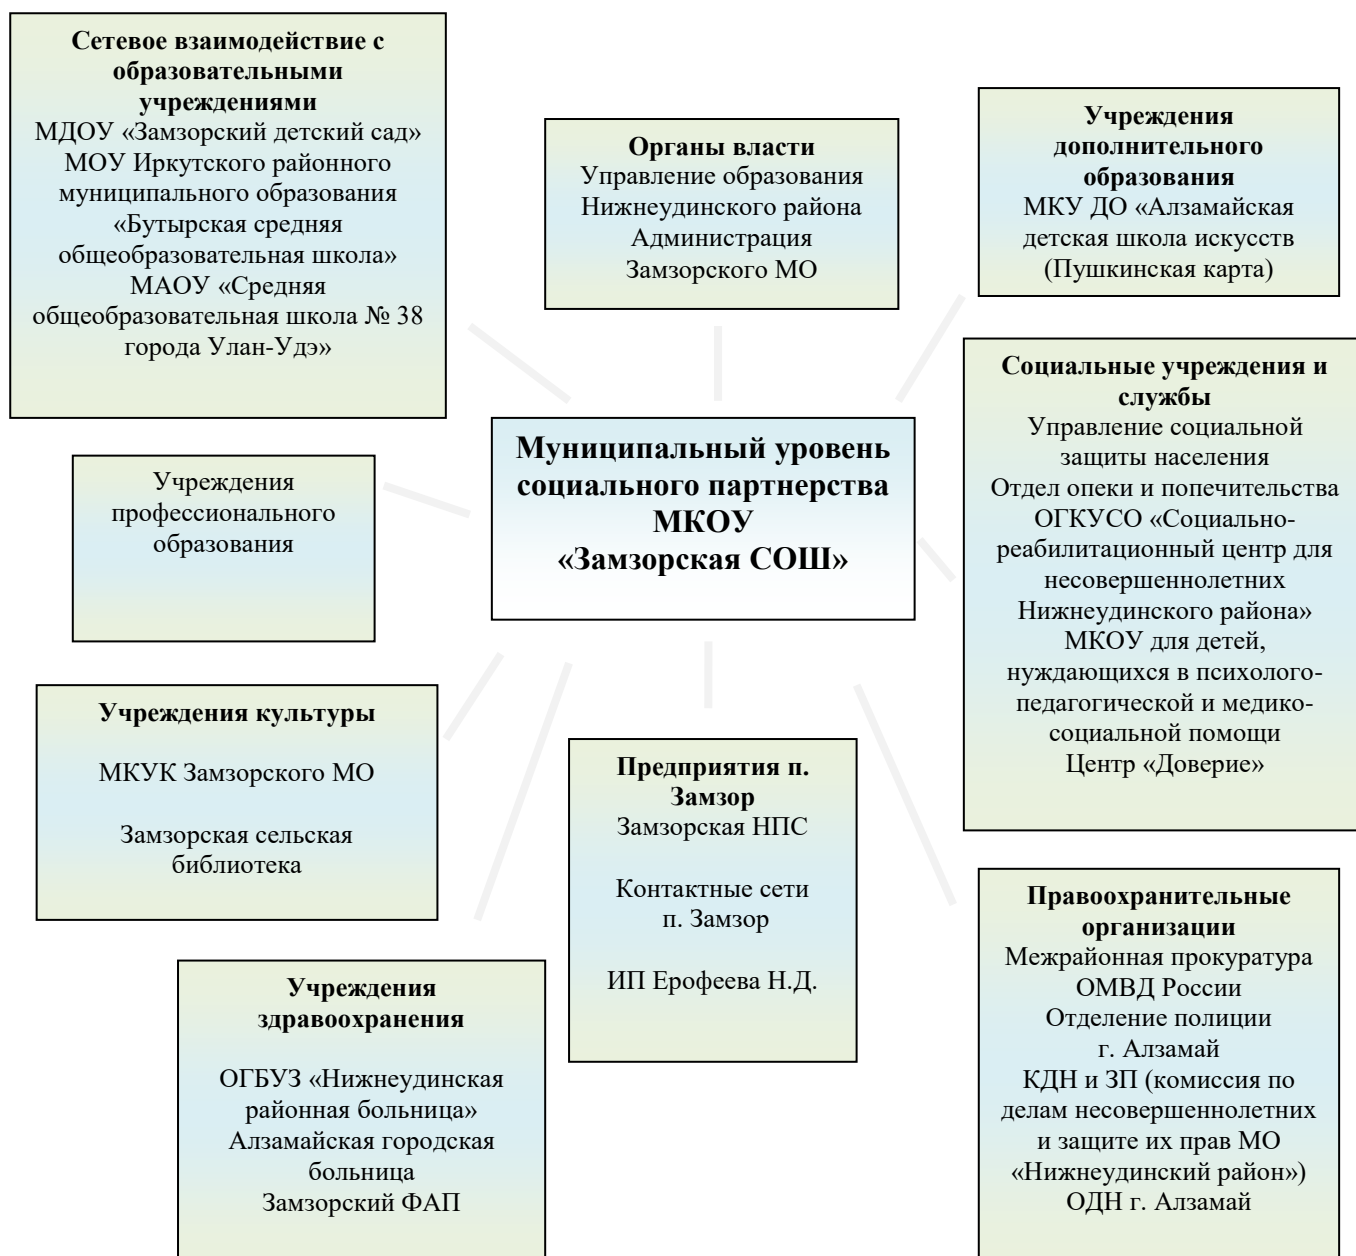 Сетевое взаимодействие с
образовательными
учреждениями
МДОУ «Замзорский детский сад»
МОУ Иркутского районного
муниципального образования
«Бутырская средняя
общеобразовательная школа»
МАОУ «Средняя
общеобразовательная школа № 38
города Улан-Удэ»
Органы власти
Управление образования
Нижнеудинского района
Администрация
Замзорского МО
Учреждения
дополнительного
образования
МКУ ДО «Алзамайская
детская школа искусств
(Пушкинская карта)
Муниципальный уровень
социального партнерства
МКОУ
«Замзорская СОШ»
Социальные учреждения и
службы
Управление социальной
защиты населения
Отдел опеки и попечительства
ОГКУСО «Социально-
реабилитационный центр для
несовершеннолетних
Нижнеудинского района»
МКОУ для детей,
нуждающихся в психолого-
педагогической и медико-
социальной помощи
Центр «Доверие»
Учреждения
профессионального
образования
Учреждения культуры
МКУК Замзорского МО
Замзорская сельская
библиотека
Предприятия п.
Замзор
Замзорская НПС
Контактные сети
п. Замзор
ИП Ерофеева Н.Д.
Правоохранительные
организации
Межрайонная прокуратура
ОМВД России
Отделение полиции
г. Алзамай
КДН и ЗП (комиссия по
делам несовершеннолетних
и защите их прав МО
«Нижнеудинский район»)
ОДН г. Алзамай
Учреждения
здравоохранения
ОГБУЗ «Нижнеудинская
районная больница»
Алзамайская городская
больница
Замзорский ФАП